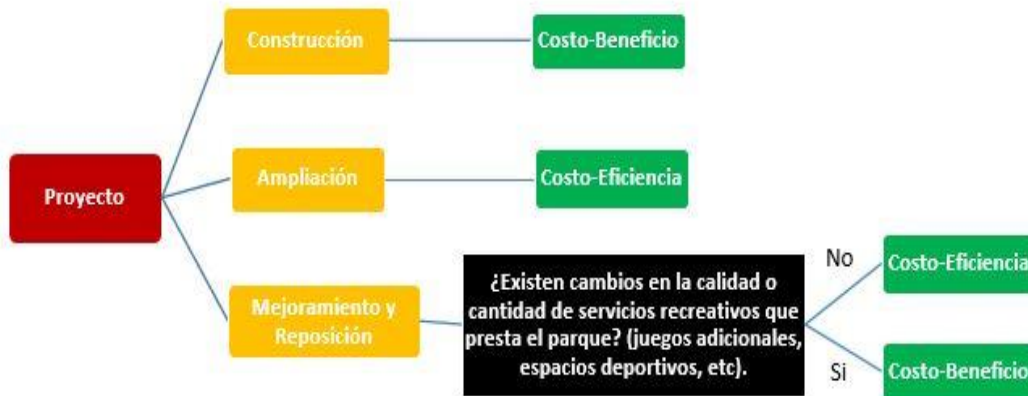 Construcción
Costo-Beneficio
Proyecto
Ampliación
Costo-Eficiencia
Mejoramiento y
Reposición
¿Existen cambios en la calidad o
cantidad de servicios recreativos que
presta el parque? (juegos adicionales,
espacios deportivos, etc).
No
Costo-Eficiencia
Si
Costo-Beneficio